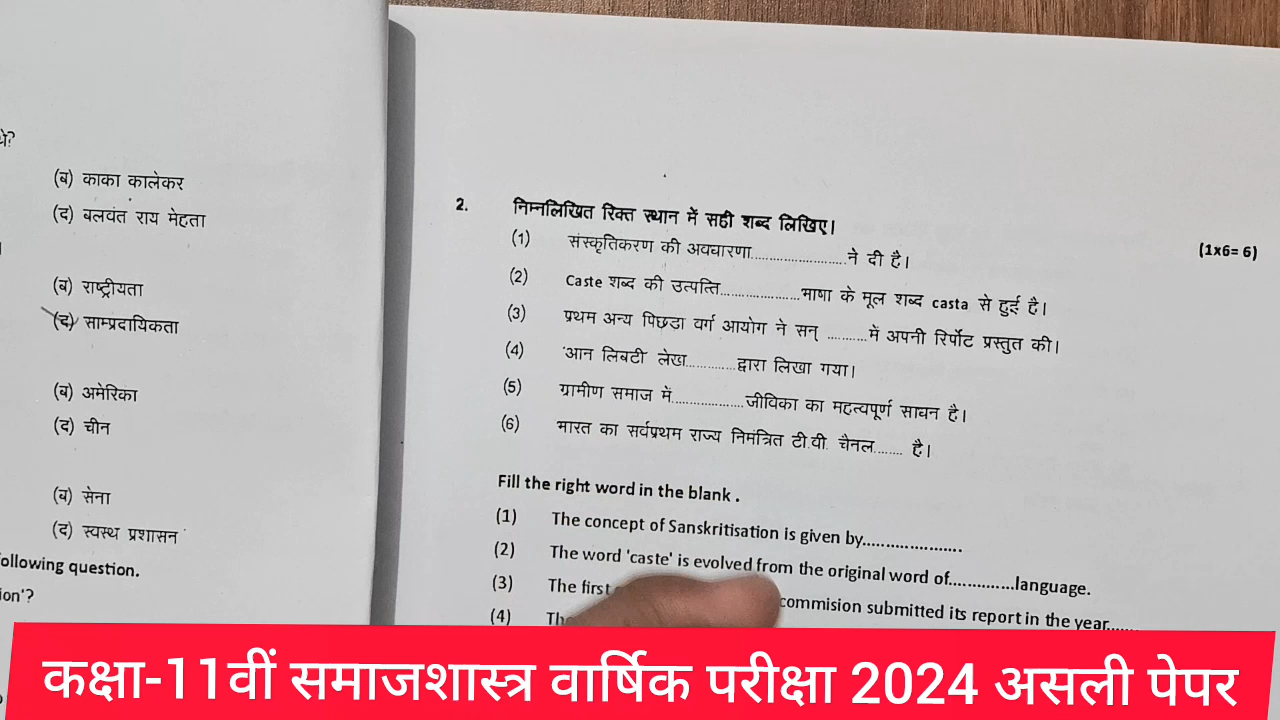 थे?
(ब) काका कालेकर
(द) बलवंत राय मेहता
(ब) राष्ट्रीयता
(द) साम्प्रदायिकता
(ब) अमेरिका
(द) चीन
(ब) सेना
(द) स्वस्थ प्रशासन
ollowing question.
ion'?
2. निम्नलिखित रिक्त स्थान में सही शब्द लिखिए।
(1x6= 6)
(1) संस्कृतिकरण की अवधारणा.........................ने दी है।
(2) Caste शब्द की उत्पत्ति.....................भाषा के मूल शब्द casta से हुई है।
(3) प्रथम अन्य पिछडा वर्ग आयोग ने सन् ..........में अपनी रिर्पोट प्रस्तुत की।
(4) 'आन लिबटी' लेख.............द्वारा लिखा गया।
(5) ग्रामीण समाज में...................जीविका का महत्वपूर्ण साधन है।
(6) भारत का सर्वप्रथम राज्य निमंत्रित टी.वी. चैनल....... है।
Fill the right word in the blank .
(1) The concept of Sanskritisation is given by.....................
(2) The word 'caste' is evolved from the original word of..............language.
(3) The first commision submitted its report in the year.......
(4) The
कक्षा-11वीं समाजशास्त्र वार्षिक परीक्षा 2024 असली पेपर